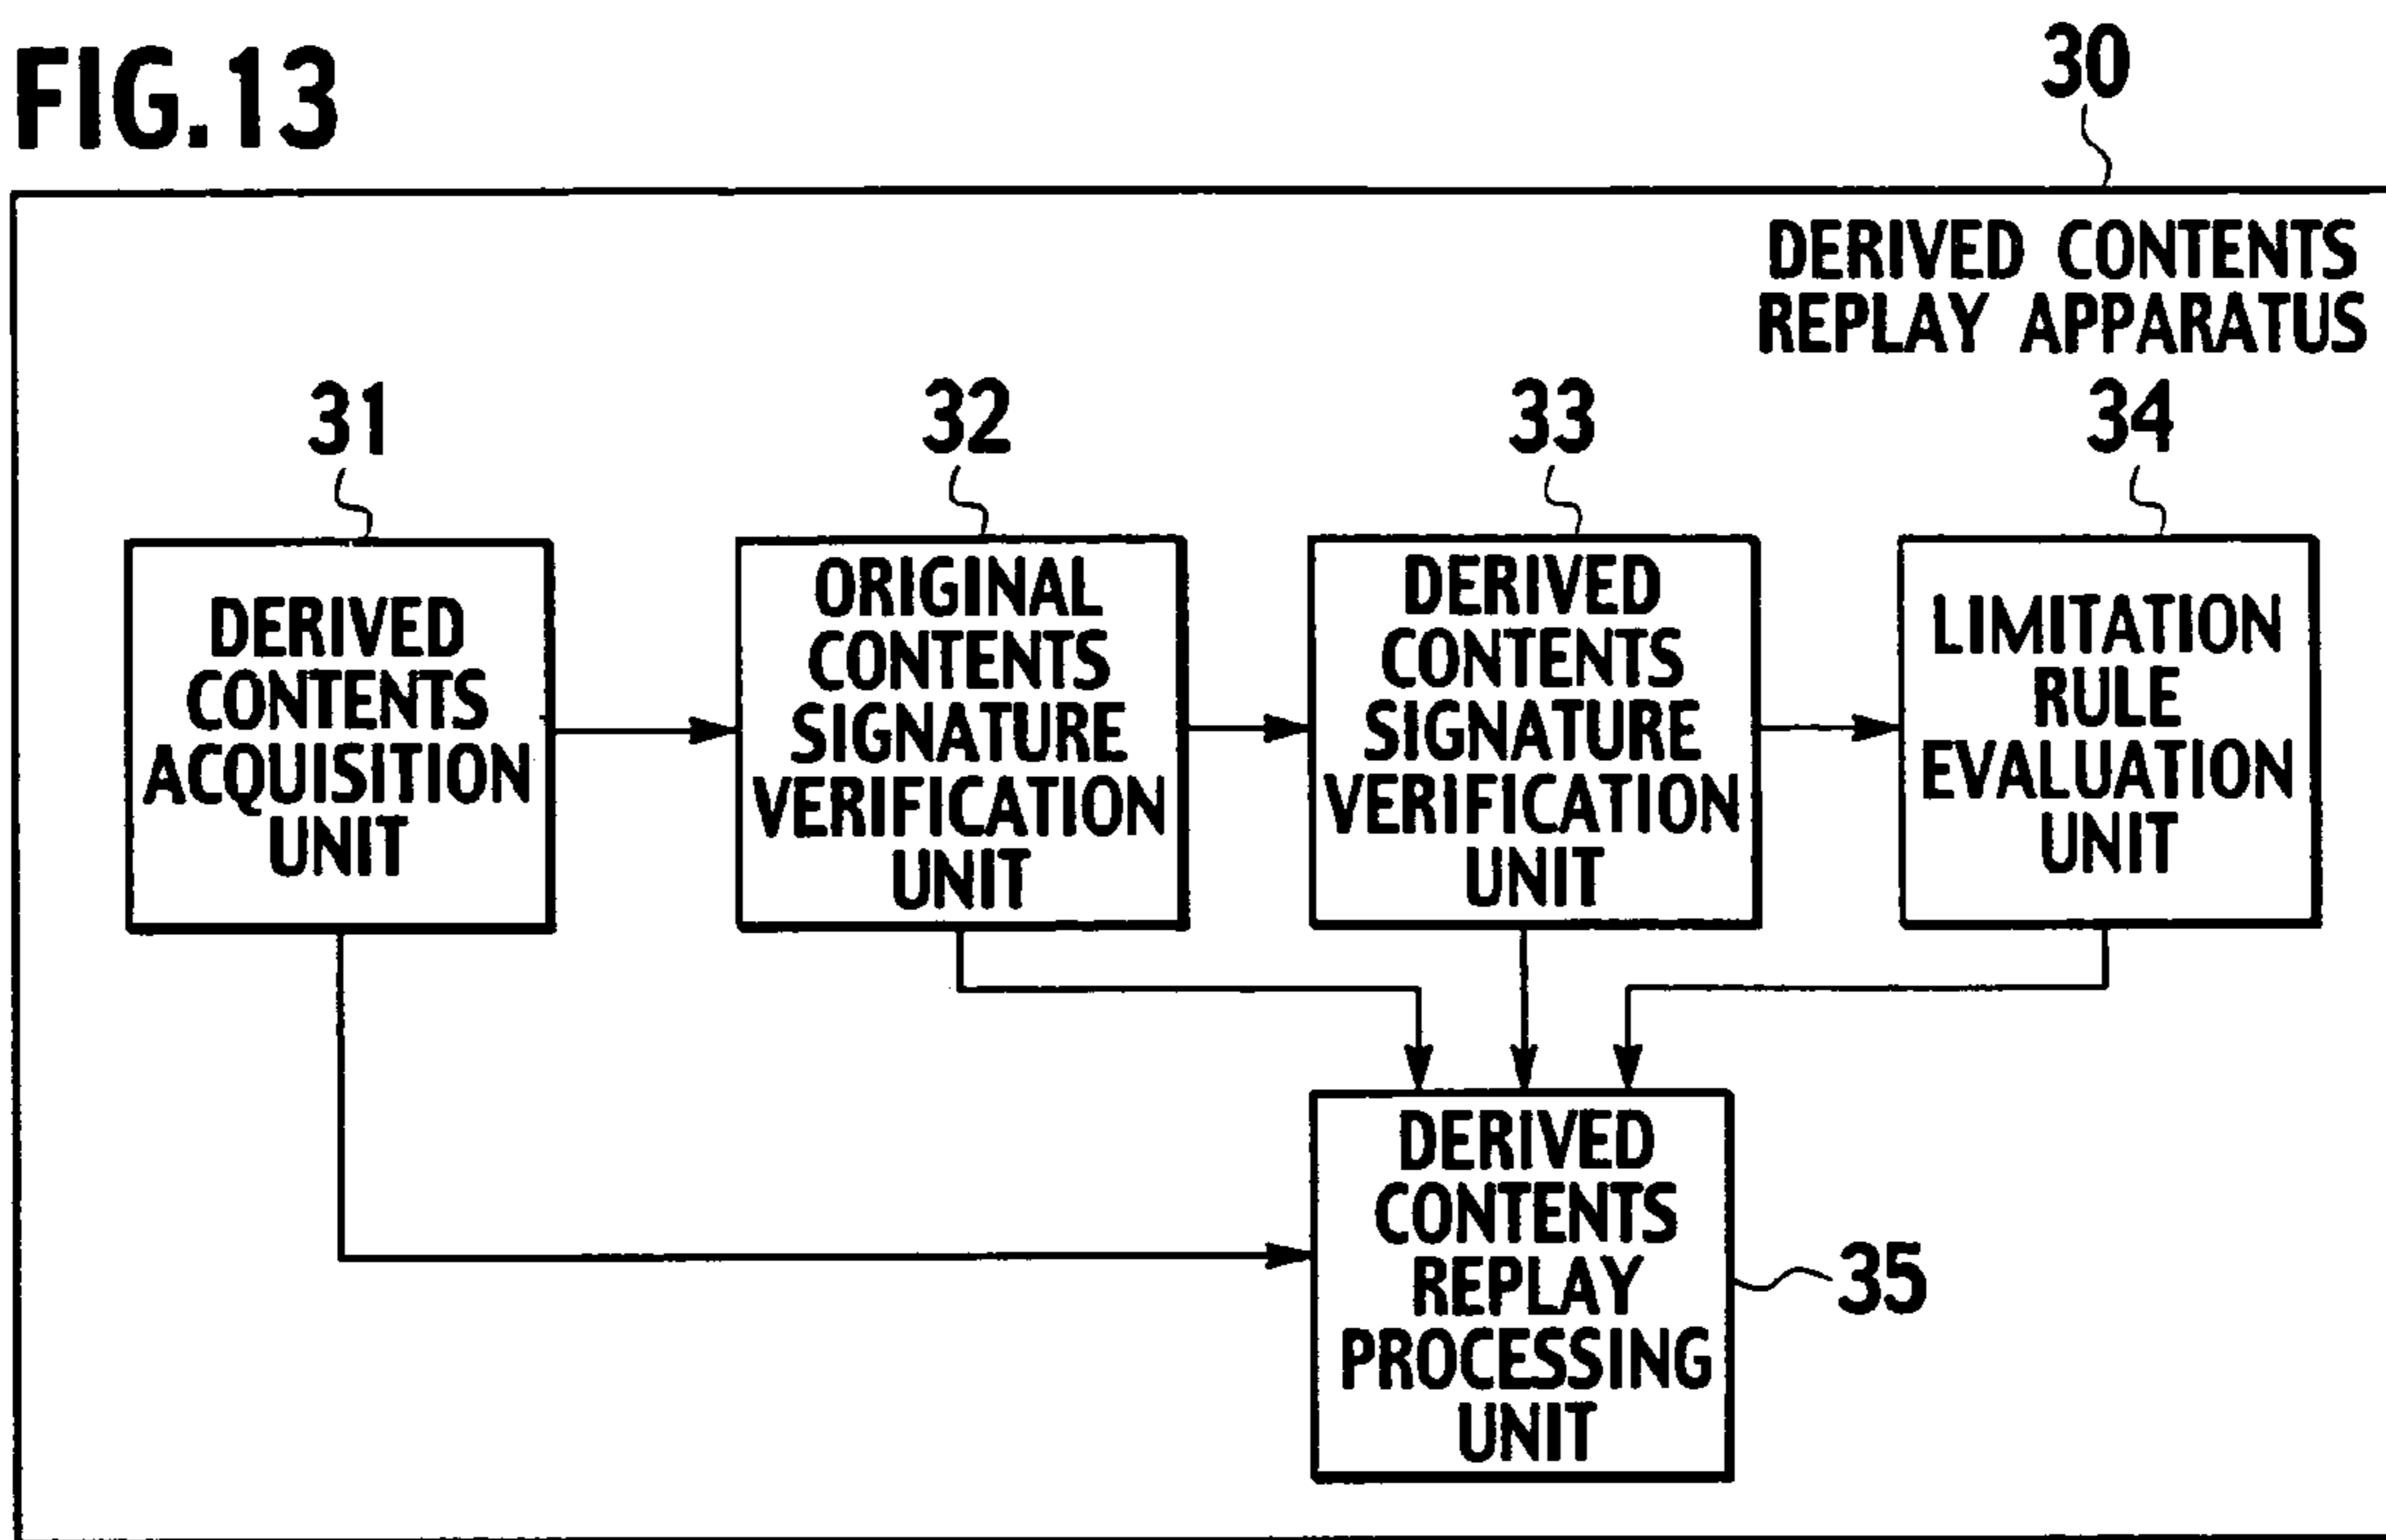 FIG.13
30
DERIVED CONTENTS
REPLAY APPARATUS
31
32
33
34
DERIVED
CONTENTS
ACQUISITION
UNIT
ORIGINAL
CONTENTS
SIGNATURE
VERIFICATION
UNIT
DERIVED
CONTENTS
SIGNATURE
VERIFICATION
UNIT
LIMITATION
RULE
EVALUATION
UNIT
DERIVED
CONTENTS
REPLAY
PROCESSING
UNIT
35